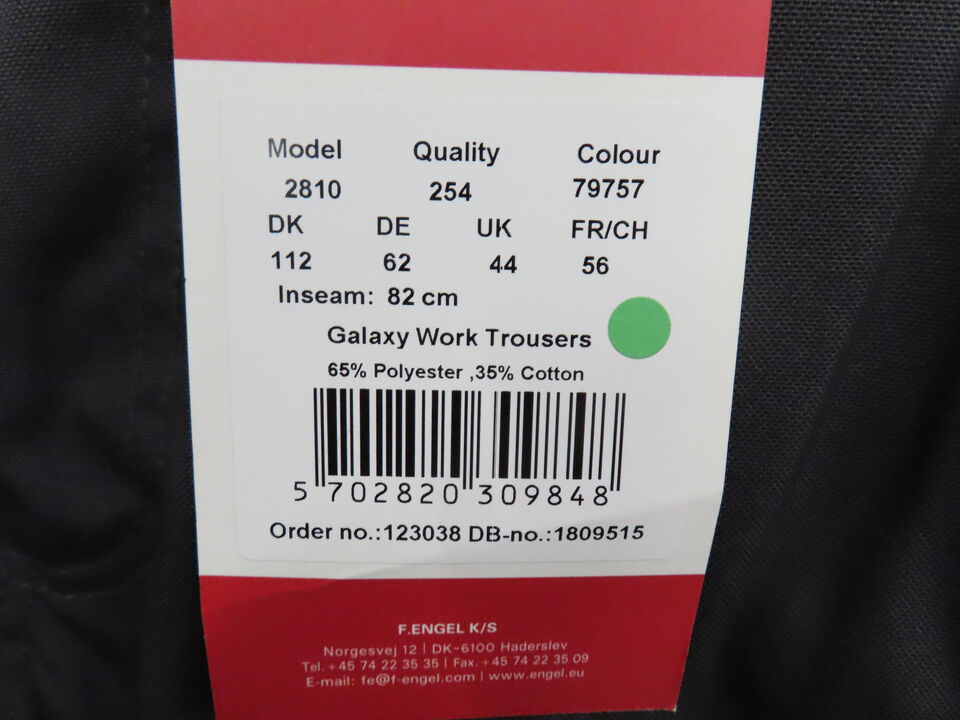 Model Quality Colour
2810 254 79757
DK DE UK FR/CH
112 62 44 56
Inseam: 82 cm
Galaxy Work Trousers
65% Polyester ,35% Cotton
5 702820 309848
Order no.:123038 DB-no.:1809515
F.ENGEL K/S
Norgesvej 12 | DK-6100 Haderslev
Tel. +45 74 22 35 35 | Fax. +45 74 22 35 09
E-mail: fe@f-engel.com | www.engel.eu